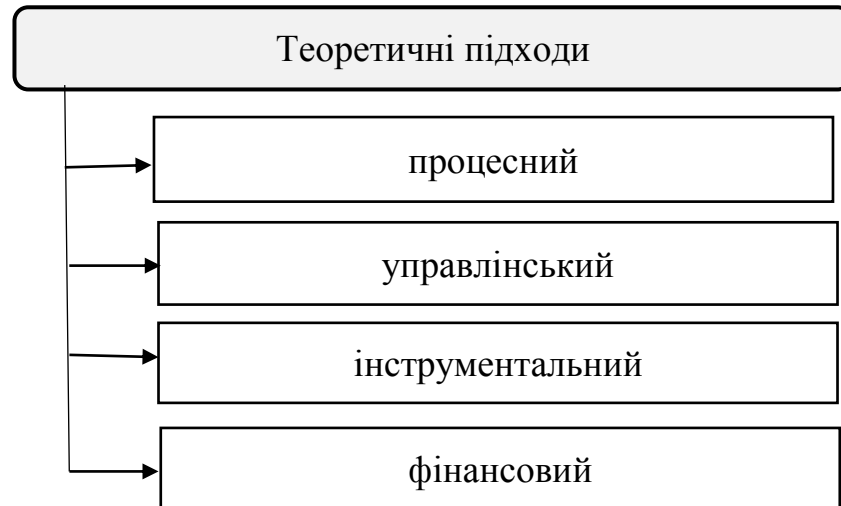 Теоретичні підходи
процесний
управлінський
інструментальний
фінансовий